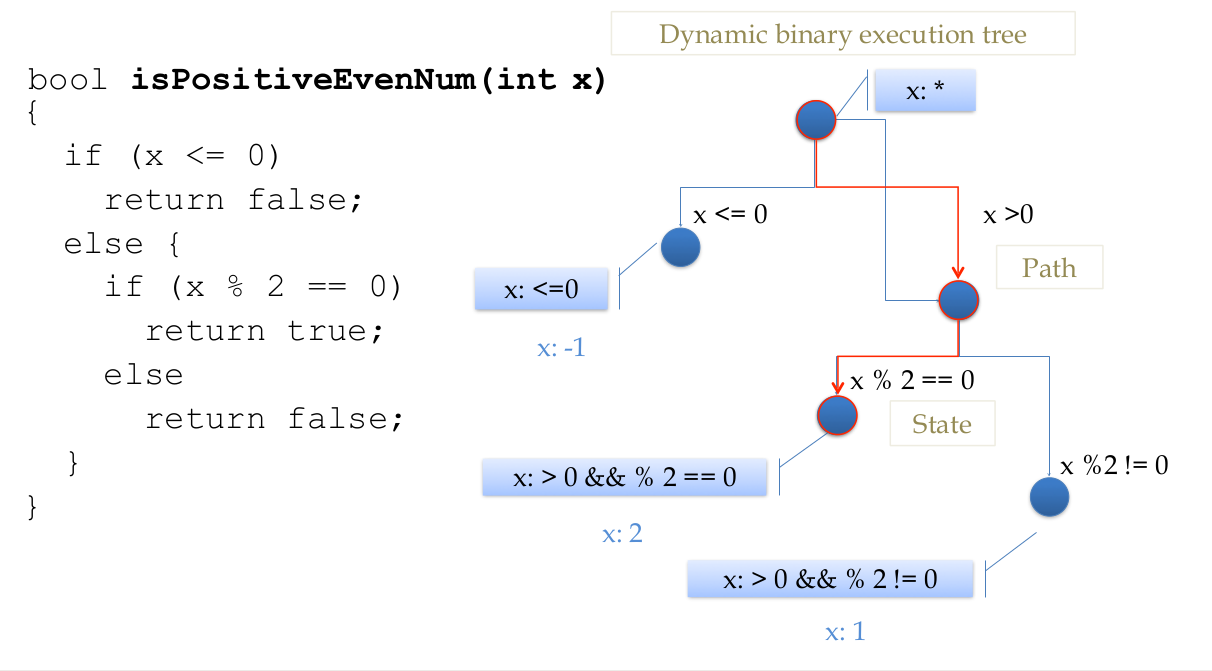 Dynamic binary execution tree
bool isPositiveEvenNum(int x)
{
if (x <= 0)
return false;
else {
if (x % 2 == 0)
return true;
else
return false;
}
}
x: *
x <= 0
x >0
Path
x: <=0
x: -1
x % 2 == 0
State
x: > 0 && % 2 == 0
x: 2
x %2 != 0
x: > 0 && % 2 != 0
x: 1